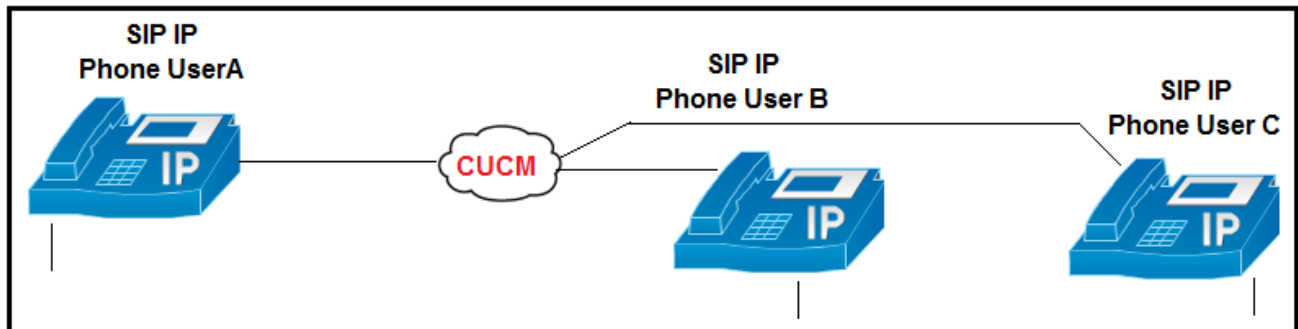 SIP IP
Phone UserA
SIP IP
Phone User B
SIP IP
Phone User C
CUCM
IP
IP
IP